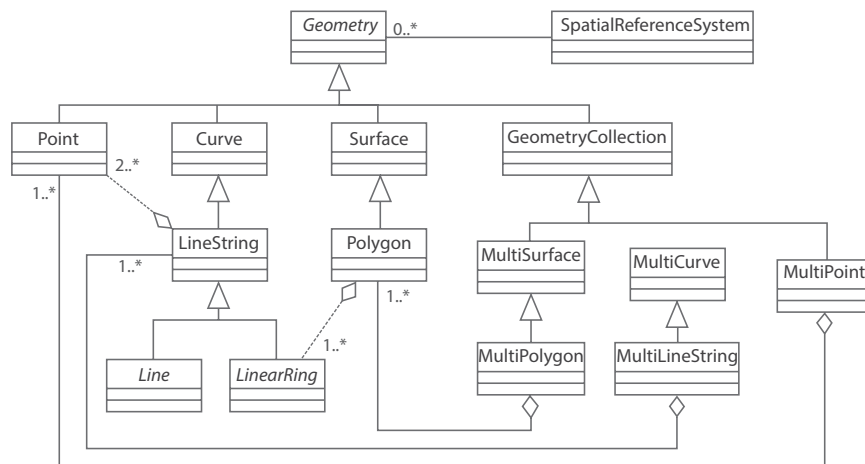 Geometry
0..*
SpatialReferenceSystem
Point
Curve
Surface
GeometryCollection
2..*
1..*
LineString
Polygon
MultiSurface
MultiCurve
MultiPoint
1..*
1..*
1..*
Line
LinearRing
MultiPolygon
MultiLineString